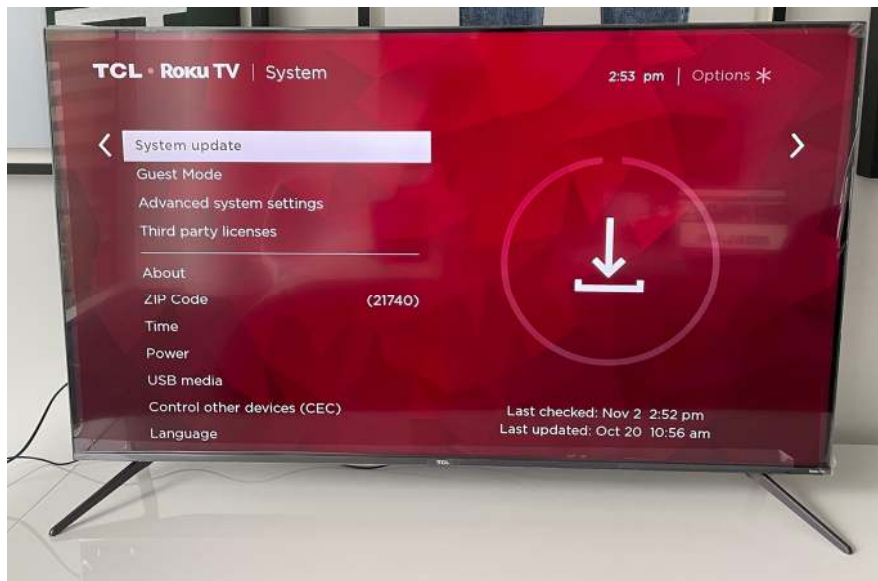 TCL • Roku TV | System
2:53 pm | Options
System update
Guest Mode
Advanced system settings
Third party licenses
About
ZIP Code (21740)
Time
Power
USB media
Control other devices (CEC)
Language
Last checked: Nov 2 2:52 pm
Last updated: Oct 20 10:56 am
TCL